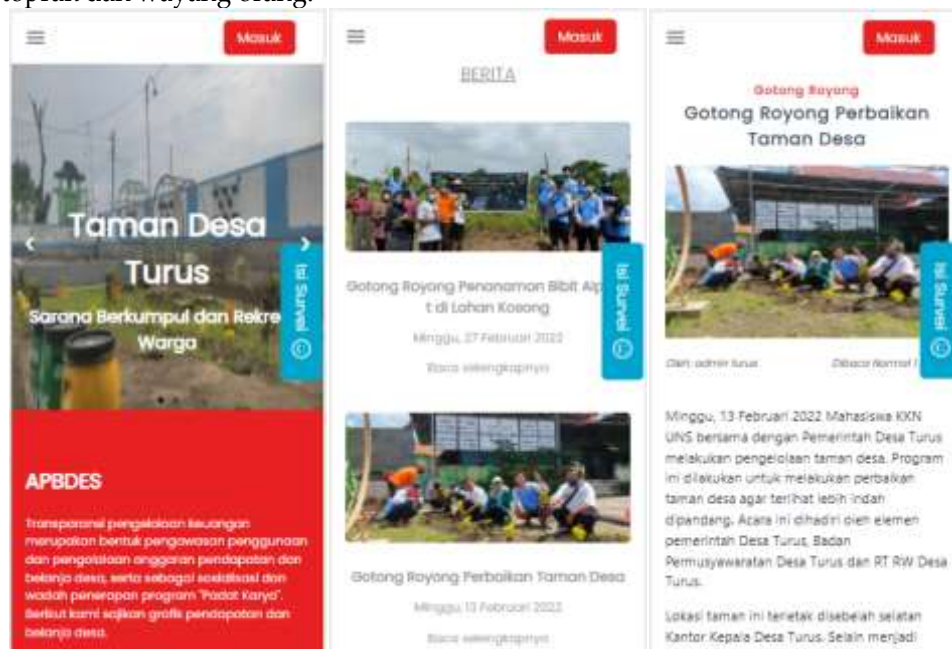 Masuk
Taman Desa
Turus
Sarana Berkumpul dan Rekre
Warga
Isi Survei
APBDES
Transparansi pengelolaan keuangan
merupakan bentuk pengawasan penggunaan
dan pengelolaan anggaran pendapatan dan
belanja desa, serta sebagai sosialisasi dan
wadah penerapan program "Padat Karya".
Berikut kami sajikan grafik pendapatan dan
belanja desa.
Masuk
BERITA
Gotong Royong Penanaman Bibit Alp
t di Lahan Kosong
Minggu, 27 Februari 2022
Baca selengkapnya
Isi Survei
Gotong Royong Perbaikan Taman Desa
Minggu, 13 Februari 2022
Baca selengkapnya
Masuk
Gotong Royong
Gotong Royong Perbaikan
Taman Desa
Isi Survei
Oleh: admin turus
Dibaca Normal 1
Minggu, 13 Februari 2022 Mahasiswa KKN
UNS bersama dengan Pemerintah Desa Turus
melakukan pengelolaan taman desa. Program
ini dilakukan untuk melakukan perbaikan
taman desa agar terlihat lebih indah
dipandang. Acara ini dihadiri oleh elemen
pemerintah Desa Turus, Badan
Permusyawaratan Desa Turus dan RT RW Desa
Turus.
Lokasi taman ini terletak disebelah selatan
Kantor Kepala Desa Turus. Selain menjadi